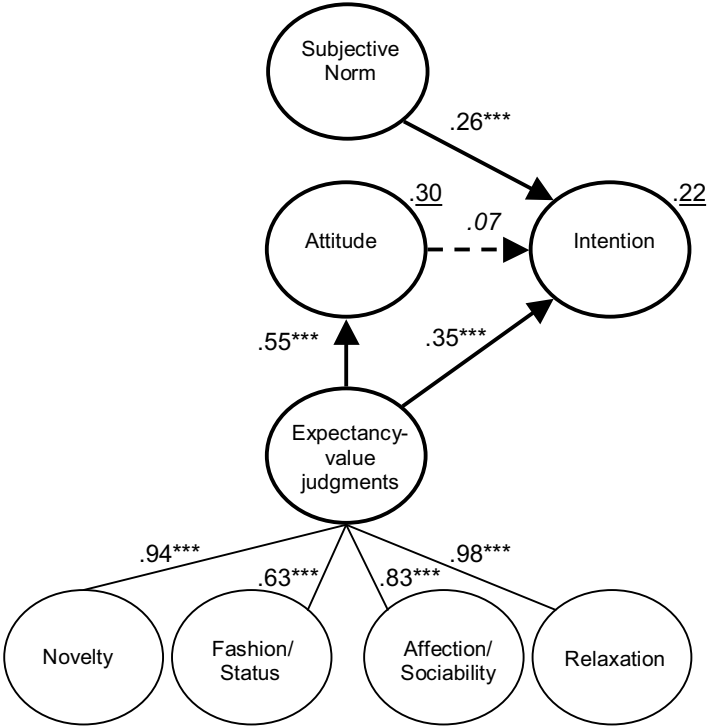 Subjective
Norm
.26***
.30
.22
Attitude
.07
Intention
.55***
.35***
Expectancy-
value
judgments
.94***
.63***
.83***
.98***
Novelty
Fashion/
Status
Affection/
Sociability
Relaxation